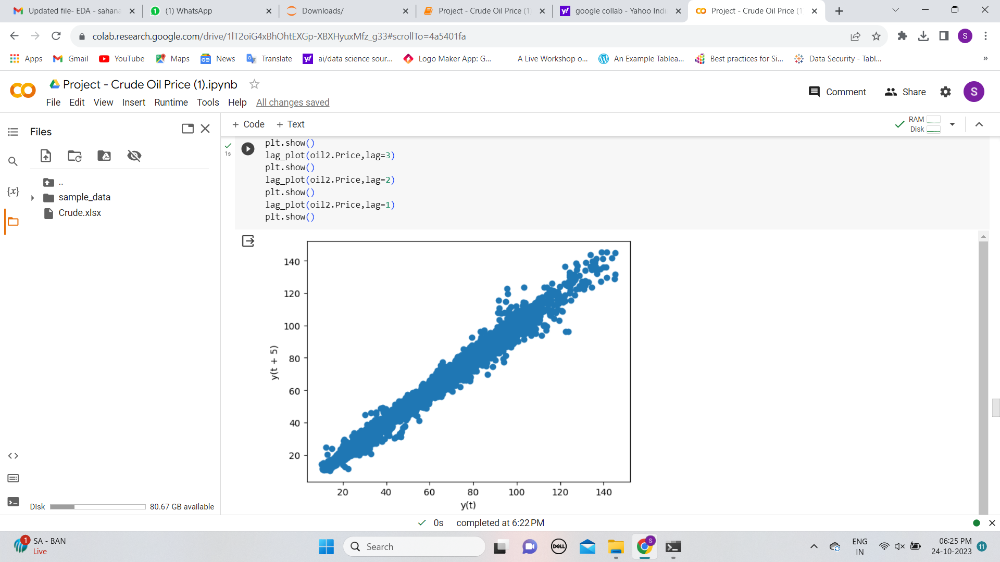 Updated file- EDA - sahana
(1) WhatsApp
Downloads/
Project - Crude Oil Price (1
google collab - Yahoo Indi
Project - Crude Oil Price (1
colab.research.google.com/drive/1lT2oiG4xBhOhtEXGp-XBXHyuxMfz_g33#scrollTo=4a5401fa
S
Apps Gmail YouTube Maps News Translate ai/data science sour... Logo Maker App: G... A Live Workshop o... An Example Tablea... Best practices for Si... Data Security - Tabl... »
Project - Crude Oil Price (1).ipynb
Comment Share S
File Edit View Insert Runtime Tools Help All changes saved
Files
+ Code + Text
RAM
Disk
{x}
..
sample_data
Crude.xlsx
Disk 80.67 GB available
1s
plt.show()
lag_plot(oil2.Price,lag=3)
plt.show()
lag_plot(oil2.Price,lag=2)
plt.show()
lag_plot(oil2.Price,lag=1)
plt.show()
140
120
100
80
60
40
20
y(t + 5)
20 40 60 80 100 120 140
y(t)
0s completed at 6:22 PM
1
SA - BAN
Live
Search
DELL
S
ENG
IN
06:25 PM
24-10-2023
11